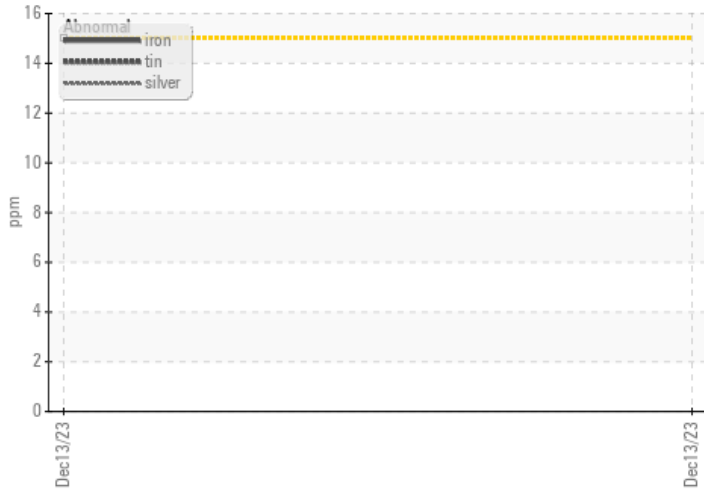 16
14
12
10
8
6
4
2
0
ppm
Abnormal
iron
tin
silver
Dec13/23
Dec13/23